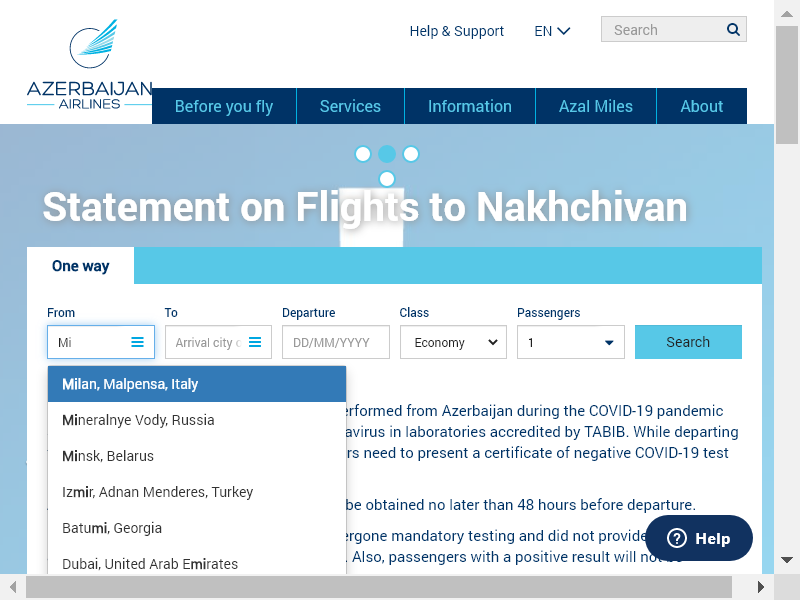 Help & Support
EN
Search
AZERBAIJAN
AIRLINES
Before you fly
Services
Information
Azal Miles
About
Statement on Flights to Nakhchivan
One way
From
To
Departure
Class
Passengers
Mi
Arrival city
DD/MM/YYYY
Economy
1
Search
Milan, Malpensa, Italy
Mineralnye Vody, Russia
Minsk, Belarus
Izmir, Adnan Menderes, Turkey
Batumi, Georgia
Dubai, United Arab Emirates
erformed from Azerbaijan during the COVID-19 pandemic
avirus in laboratories accredited by TABIB. While departing
rs need to present a certificate of negative COVID-19 test
be obtained no later than 48 hours before departure.
ergone mandatory testing and did not provide
. Also, passengers with a positive result will not be
Help